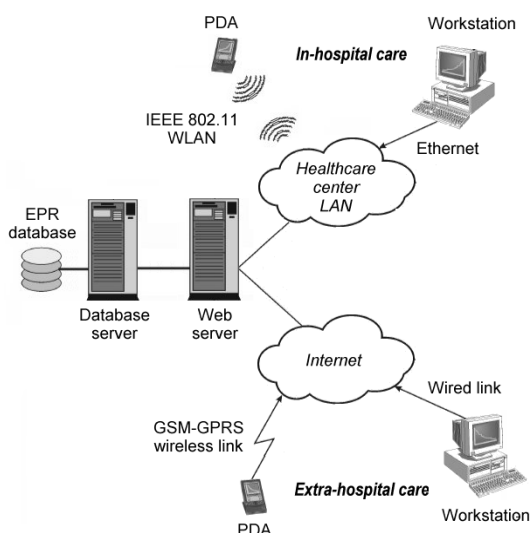 PDA
In-hospital care
Workstation
IEEE 802.11
WLAN
Ethernet
Healthcare
center
LAN
EPR
database
Database
server
Web
server
Internet
Wired link
GSM-GPRS
wireless link
Extra-hospital care
PDA
Workstation